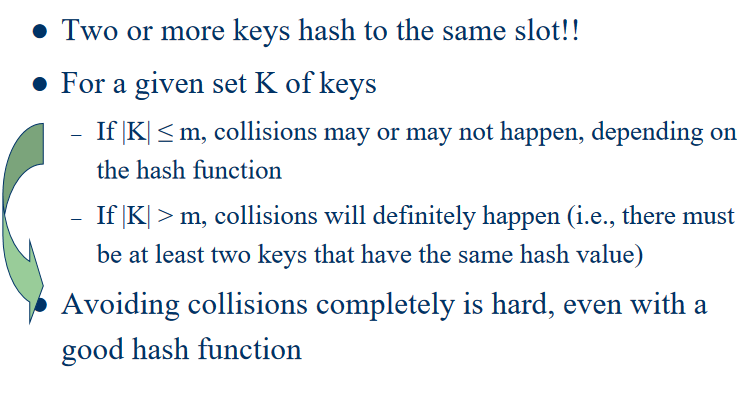 ● Two or more keys hash to the same slot!!
● For a given set K of keys
– If |K| ≤ m, collisions may or may not happen, depending on
the hash function
– If |K| > m, collisions will definitely happen (i.e., there must
be at least two keys that have the same hash value)
● Avoiding collisions completely is hard, even with a
good hash function